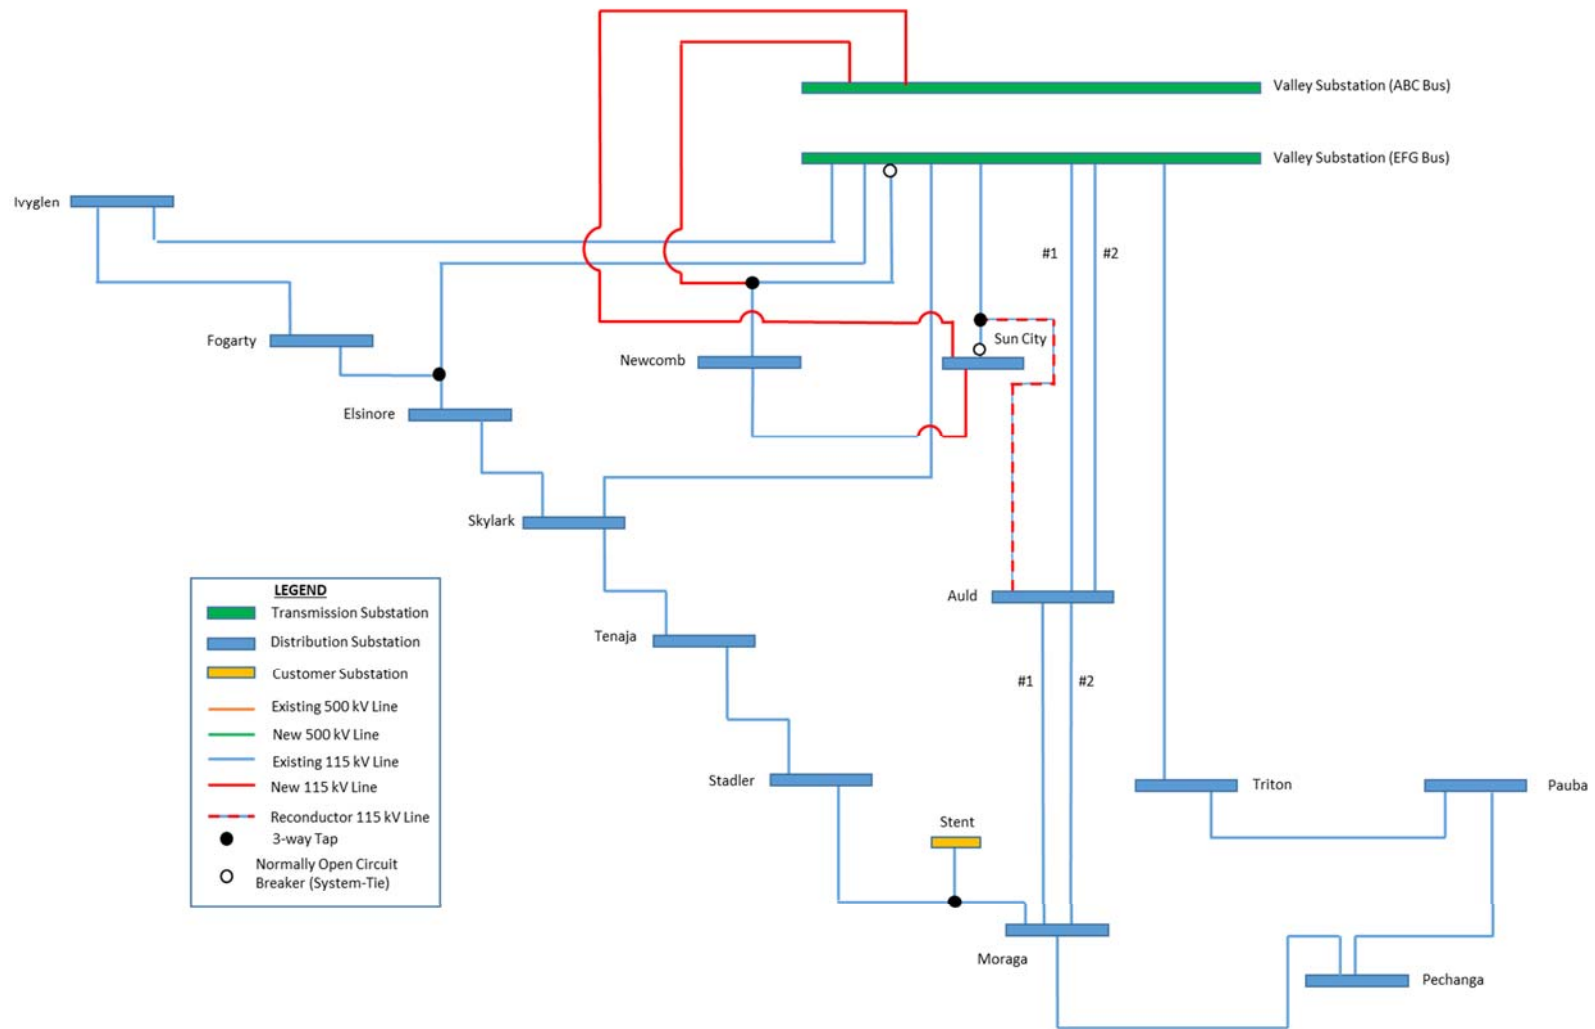 Valley Substation (ABC Bus)
Valley Substation (EFG Bus)
Ivyglen
#1
#2
Fogarty
Newcomb
Sun City
Elsinore
Skylark
Auld
Tenaja
#1
#2
Stadler
Triton
Pauba
Stent
Moraga
Pechanga
LEGEND
Transmission Substation
Distribution Substation
Customer Substation
Existing 500 kV Line
New 500 kV Line
Existing 115 kV Line
New 115 kV Line
Reconductor 115 kV Line
3-way Tap
Normally Open Circuit
Breaker (System-Tie)